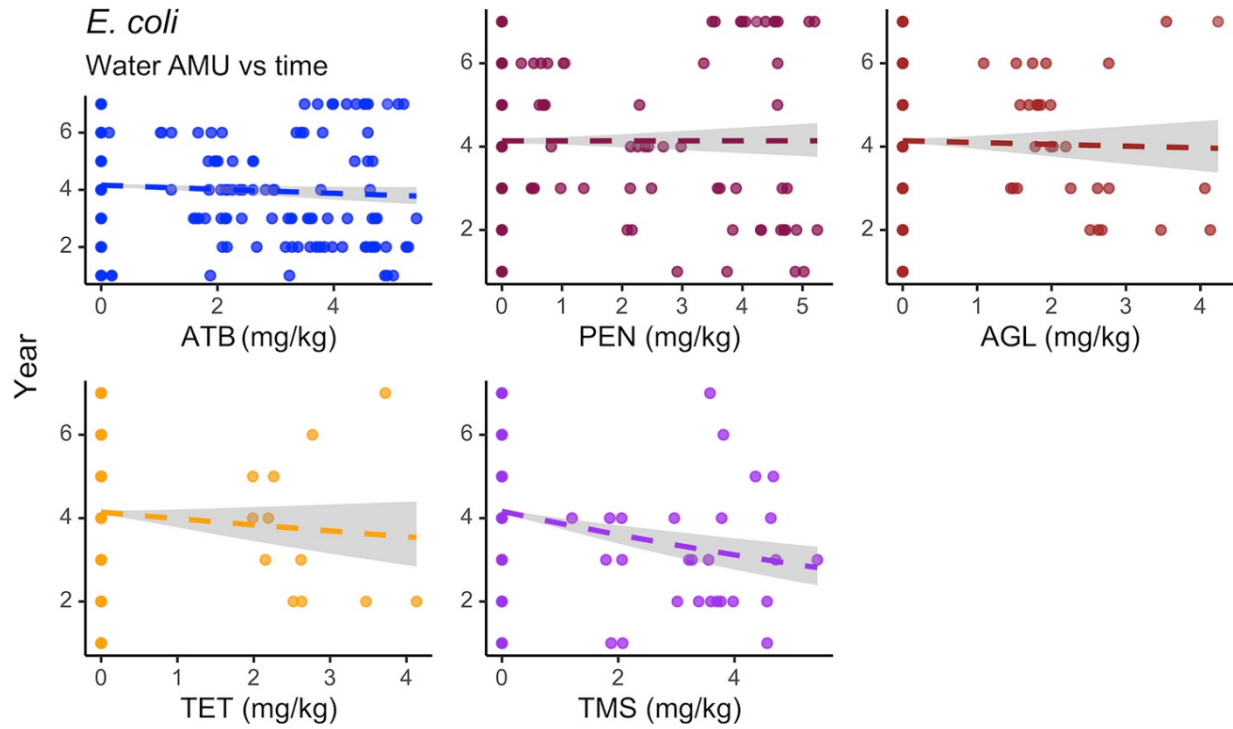 E. coli
Water AMU vs time
Year
6
4
2
0 2 4
ATB (mg/kg)
6
4
2
0 1 2 3 4 5
PEN (mg/kg)
6
4
2
0 1 2 3 4
AGL (mg/kg)
6
4
2
0 1 2 3 4
TET (mg/kg)
6
4
2
0 2 4
TMS (mg/kg)